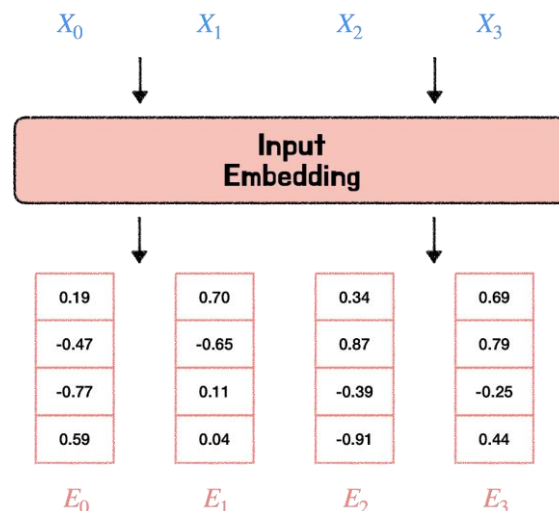 X₀ X₁ X₂ X₃
Input
Embedding
0.19 0.70 0.34 0.69
-0.47 -0.65 0.87 0.79
-0.77 0.11 -0.39 -0.25
0.59 0.04 -0.91 0.44
E₀ E₁ E₂ E₃